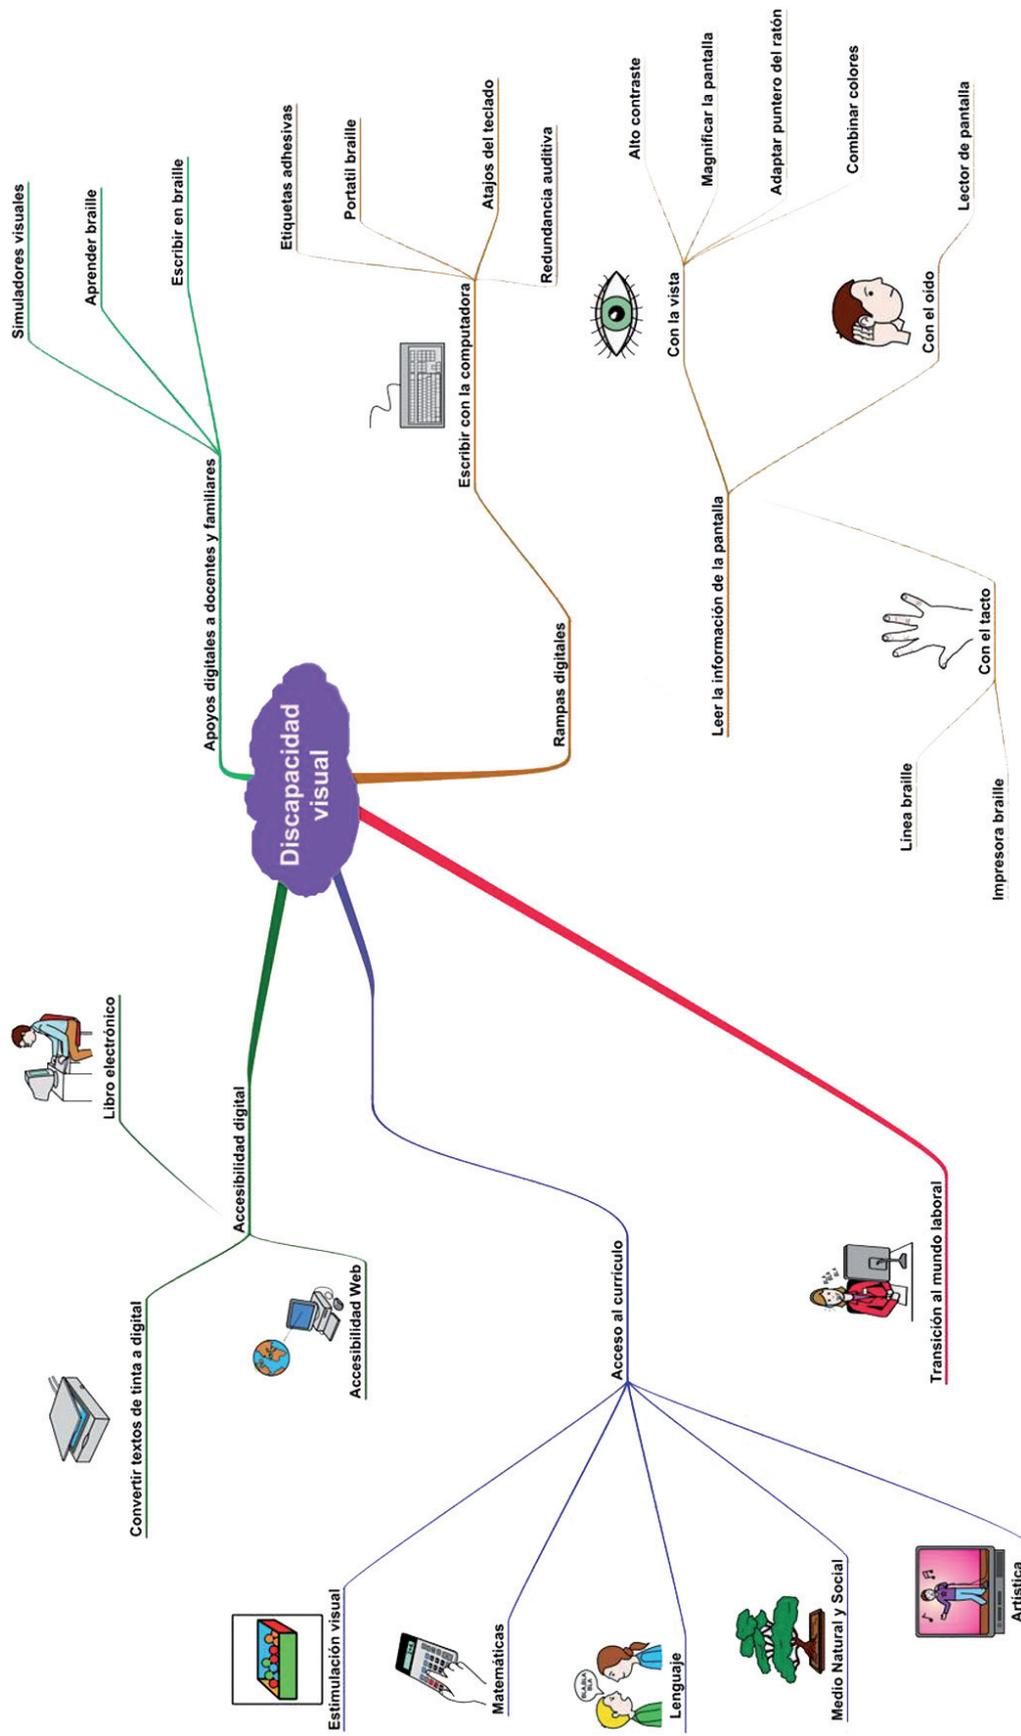 Discapacidad
visual
Apoyos digitales a docentes y familiares
Simuladores visuales
Aprender braille
Escribir en braille
Rampas digitales
Escribir con la computadora
Etiquetas adhesivas
Portatil braille
Atajos del teclado
Redundancia auditiva
Leer la información de la pantalla
Con la vista
Alto contraste
Magnificar la pantalla
Adaptar puntero del ratón
Combinar colores
Con el oído
Lector de pantalla
Con el tacto
Línea braille
Impresora braille
Transición al mundo laboral
Acceso al currículo
Estimulación visual
Matemáticas
Lenguaje
BLA,BLA
BLA
Medio Natural y Social
Artística
Accesibilidad digital
Libro electrónico
Convertir textos de tinta a digital
Accesibilidad Web